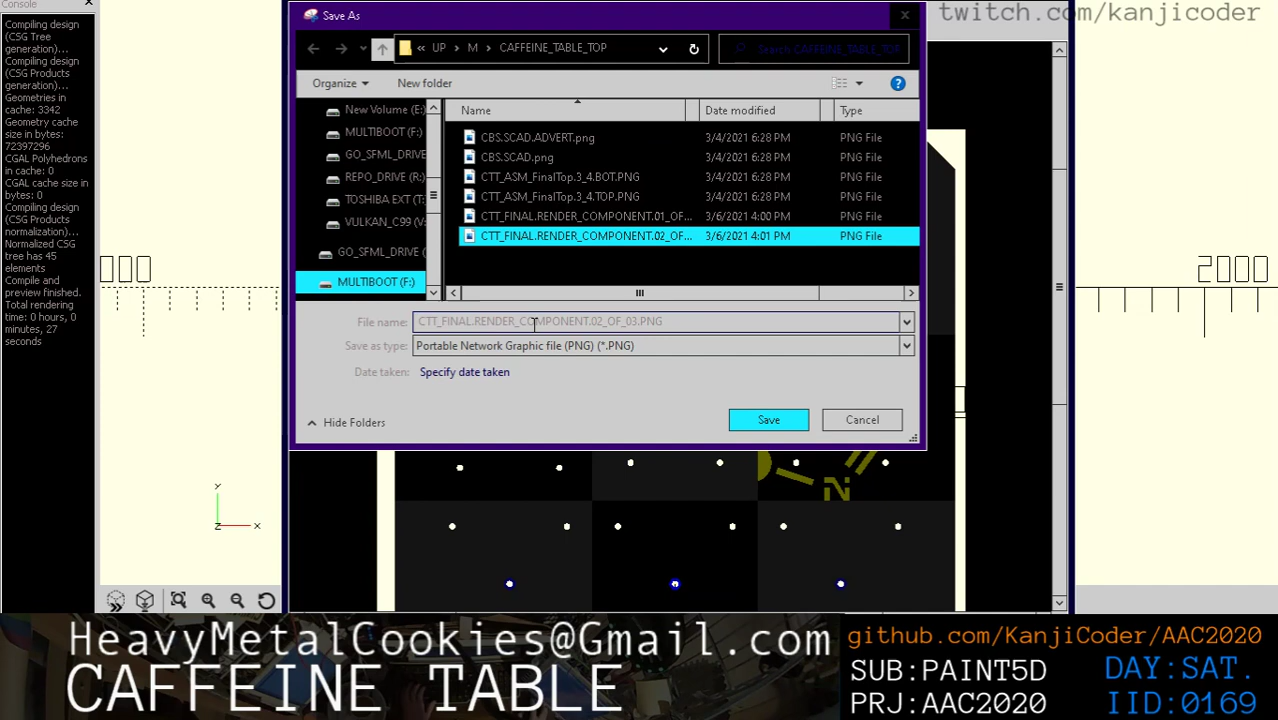 Console
Compiling design
(CSG Tree
generation)...
Compiling design
(CSG Products
generation)...
Geometries in
cache: 3342
Geometry cache
size in bytes:
72397296
CGAL Polyhedrons
in cache: 0
CGAL cache size in
bytes: 0
Compiling design
(CSG Products
normalization)...
Normalized CSG
tree has 45
elements
Compile and
preview finished.
Total rendering
time: 0 hours, 0
minutes, 27
seconds
Save As
twitch.com/kanjicoder
« UP > M > CAFFEINE_TABLE_TOP
Search CAFFEINE_TABLE_TOP
Organize
New folder
New Volume (E:)
MULTIBOOT (F:)
GO_SFML_DRIVE
REPO_DRIVE (R:)
TOSHIBA EXT (T:
VULKAN_C99 (V:
GO_SFML_DRIVE (
MULTIBOOT (F:)
Name Date modified Type
CBS.SCAD.ADVERT.png 3/4/2021 6:28 PM PNG File
CBS.SCAD.png 3/4/2021 6:28 PM PNG File
CTT_ASM_FinalTop.3_4.BOT.PNG 3/4/2021 6:28 PM PNG File
CTT_ASM_FinalTop.3_4.TOP.PNG 3/4/2021 6:28 PM PNG File
CTT_FINAL.RENDER_COMPONENT.01_OF... 3/6/2021 4:00 PM PNG File
CTT_FINAL.RENDER_COMPONENT.02_OF... 3/6/2021 4:01 PM PNG File
File name: CTT_FINAL.RENDER_COMPONENT.02_OF_03.PNG
Save as type: Portable Network Graphic file (PNG) (*.PNG)
Date taken: Specify date taken
Hide Folders
Save
Cancel
000
2000
N
Y
Z
X
HeavyMetalCookies@Gmail.com
CAFFEINE TABLE
github.com/KanjiCoder/AAC2020
SUB:PAINT5D DAY:SAT.
PRJ:AAC2020 IID:0169